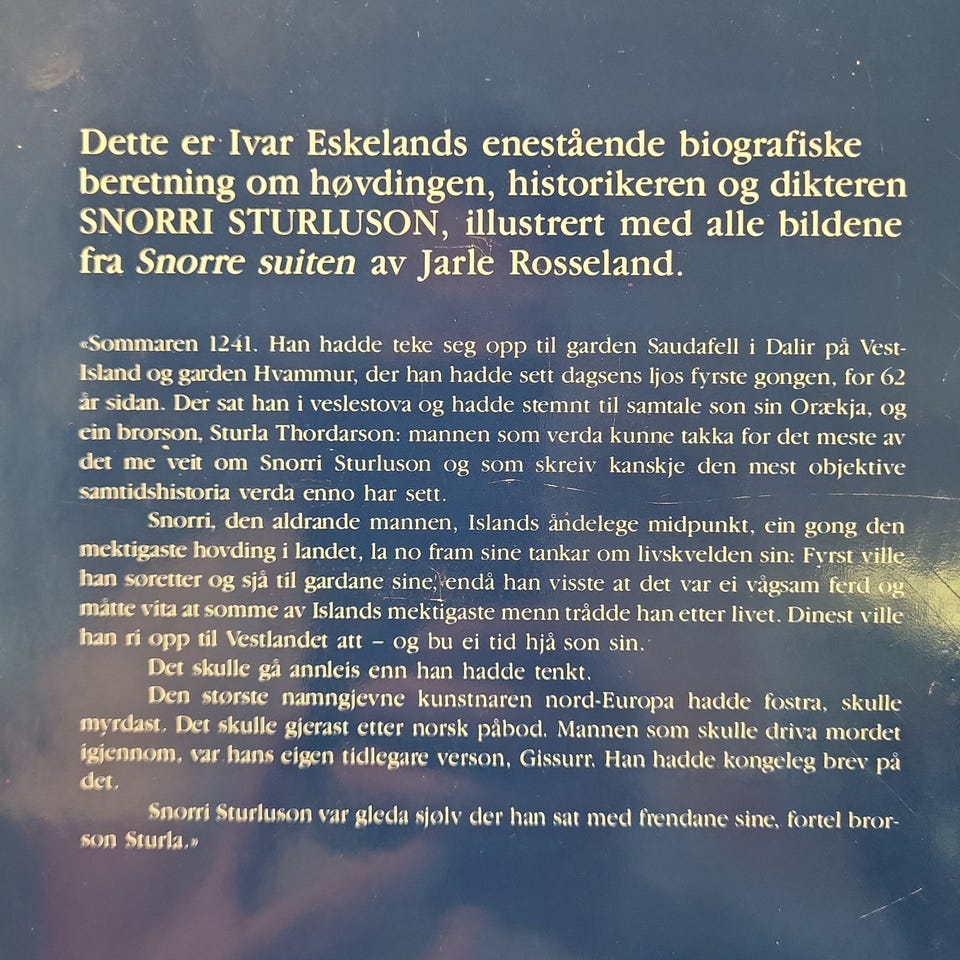 Dette er Ivar Eskelands enestående biografiske
beretning om høvdingen, historikeren og dikteren
SNORRI STURLUSON, illustrert med alle bildene
fra Snorre suiten av Jarle Rosseland.
«Sommaren 1241. Han hadde teke seg opp til garden Saudafell i Dalir på Vest-
Island og garden Hvammur, der han hadde sett dagsens ljos fyrste gongen, for 62
år sidan. Der sat han i veslestova og hadde stemnt til samtale son sin Orækja, og
ein brorson, Sturla Thordarson: mannen som verda kunne takka for det meste av
det me veit om Snorri Sturluson og som skreiv kanskje den mest objektive
samtidshistoria verda enno har sett.
Snorri, den aldrande mannen, Islands åndelege midpunkt, ein gong den
mektigaste hovding i landet, la no fram sine tankar om livskvelden sin: Fyrst ville
han søretter og sjå til gardane sine, endå han visste at det var ei vågsam ferd og
måtte vita at somme av Islands mektigaste menn trådde han etter livet. Dinest ville
han ri opp til Vestlandet att – og bu ei tid hjå son sin.
Det skulle gå annleis enn han hadde tenkt.
Den største namngjevne kunstnaren nord-Europa hadde fostra, skulle
myrdast. Det skulle gjerast etter norsk påbod. Mannen som skulle driva mordet
igjennom, var hans eigen tidlegare verson, Gissurr. Han hadde kongeleg brev på
det.
Snorri Sturluson var gleda sjølv der han sat med frendane sine, fortel bror-
son Sturla.»